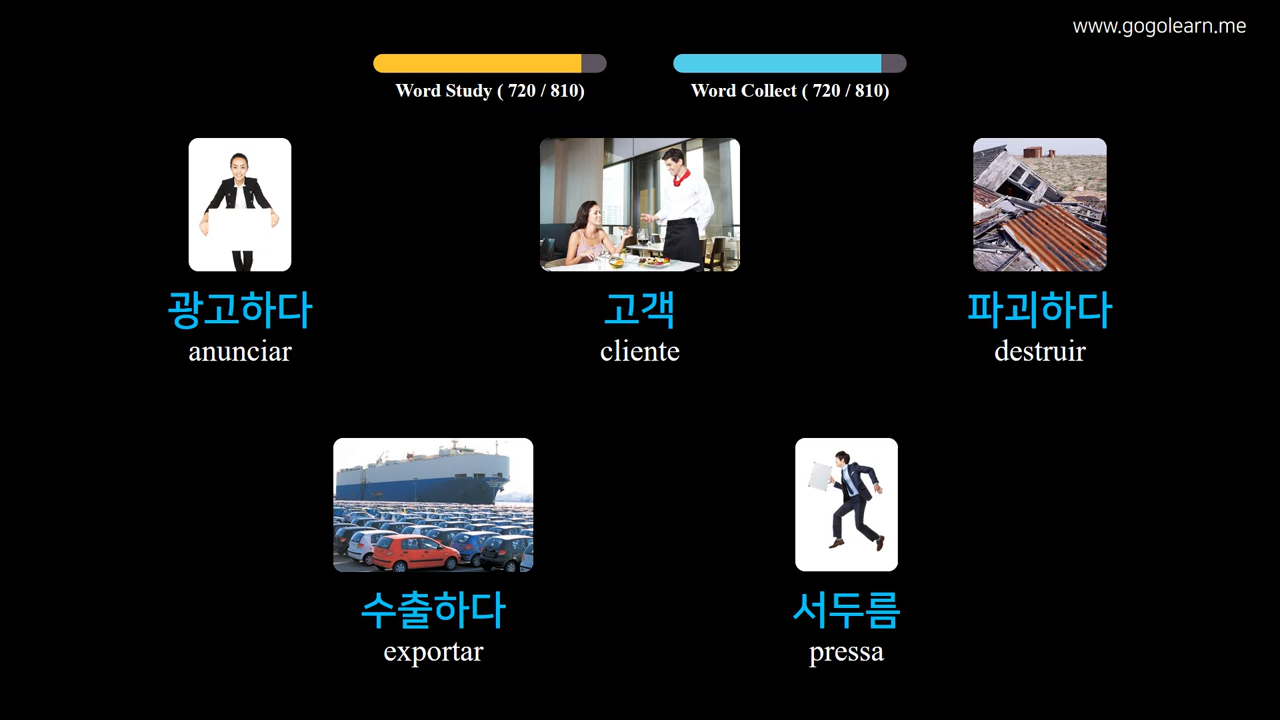 www.gogolearn.me
Word Study ( 720 / 810)
Word Collect ( 720 / 810)
광고하다
anunciar
고객
cliente
파괴하다
destruir
수출하다
exportar
서두름
pressa